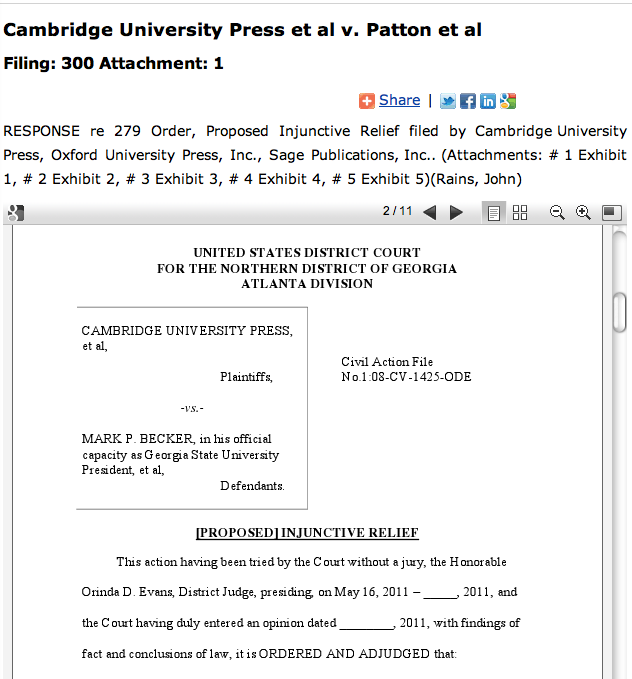 Cambridge University Press et al v. Patton et al
Filing: 300 Attachment: 1
Share |
RESPONSE re 279 Order, Proposed Injunctive Relief filed by Cambridge University
Press, Oxford University Press, Inc., Sage Publications, Inc.. (Attachments: # 1 Exhibit
1, # 2 Exhibit 2, # 3 Exhibit 3, # 4 Exhibit 4, # 5 Exhibit 5)(Rains, John)
2/11
UNITED STATES DISTRICT COURT
FOR THE NORTHERN DISTRICT OF GEORGIA
ATLANTA DIVISION
CAMBRIDGE UNIVERSITY PRESS,
et al,
Plaintiffs,
Civil Action File
No.1:08-CV-1425-ODE
-vs.-
MARK P. BECKER, in his official
capacity as Georgia State University
President, et al,
Defendants.
[PROPOSED] INJUNCTIVE RELIEF
This action having been tried by the Court without a jury, the Honorable
Orinda D. Evans, District Judge, presiding, on May 16, 2011 – _____, 2011, and
the Court having duly entered an opinion dated ________, 2011, with findings of
fact and conclusions of law, it is ORDERED AND ADJUDGED that: